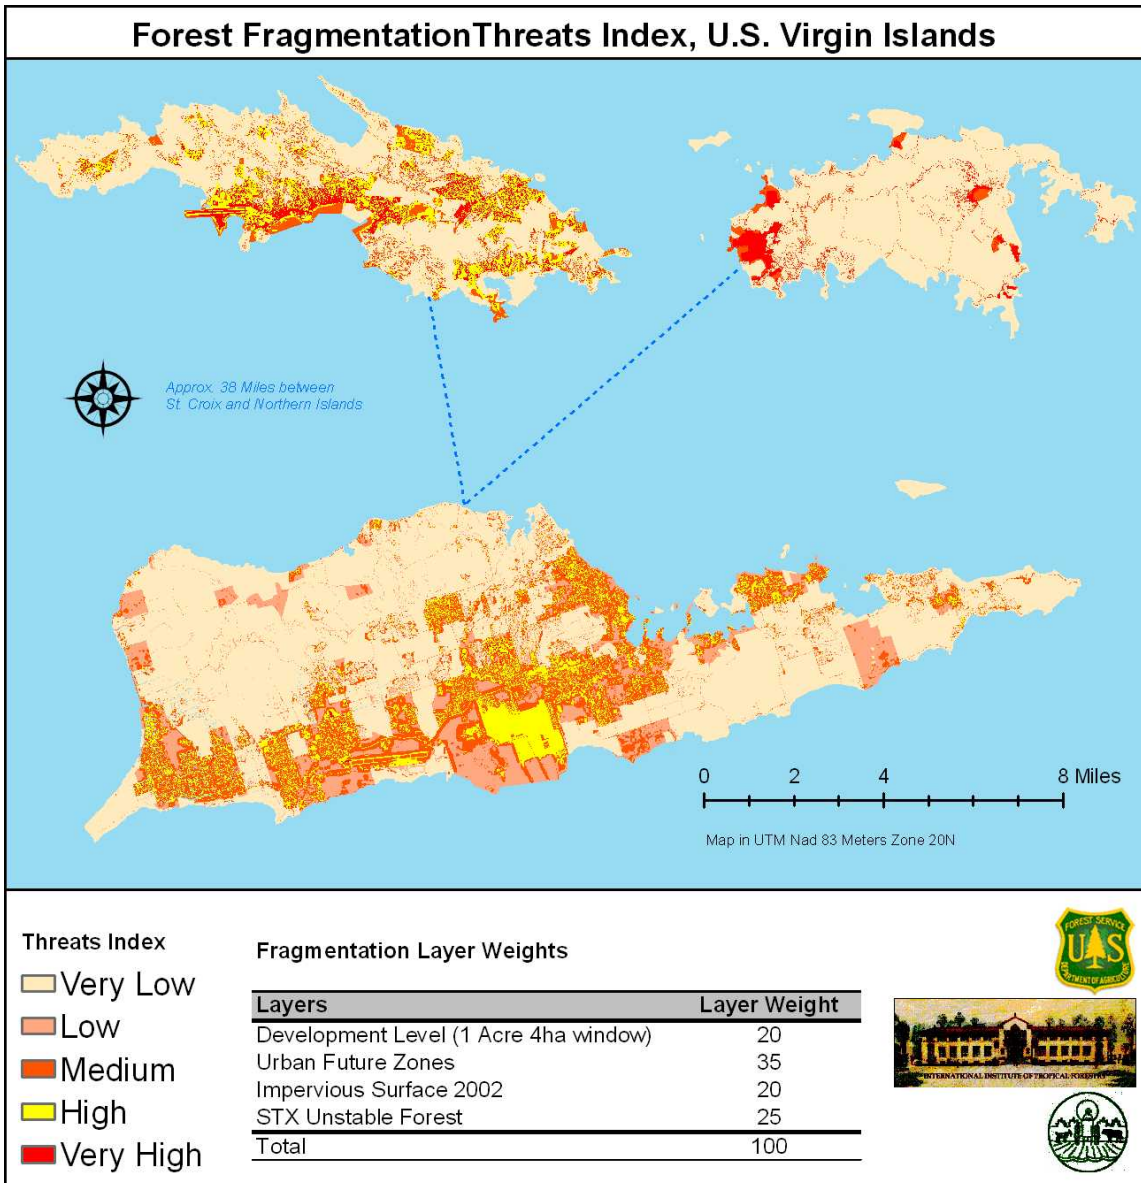 Forest FragmentationThreats Index, U.S. Virgin Islands
Approx. 38 Miles between
St. Croix and Northern Islands
0 2 4 8 Miles
Map in UTM Nad 83 Meters Zone 20N
Threats Index
Very Low
Low
Medium
High
Very High
Fragmentation Layer Weights
Layers Layer Weight
Development Level (1 Acre 4ha window) 20
Urban Future Zones 35
Impervious Surface 2002 20
STX Unstable Forest 25
Total 100
FOREST SERVICE
U S
DEPARTMENT OF AGRICULTURE
INTERNATIONAL INSTITUTE OF TROPICAL FORESTRY